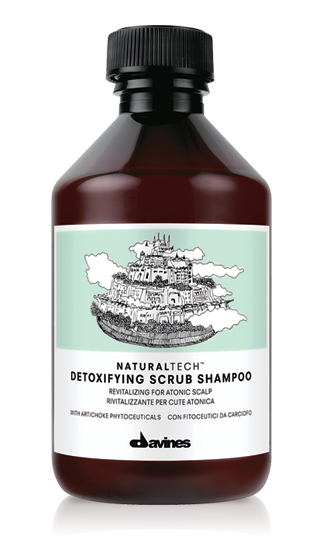 NATURALTECH™
DETOXIFYING SCRUB SHAMPOO
REVITALIZING FOR ATONIC SCALP
RIVITALIZZANTE PER CUTE ATONICA
WITH ARTICHOKE PHYTOCEUTICALS CON FITOCEUTICI DA CARCIOFO
davines